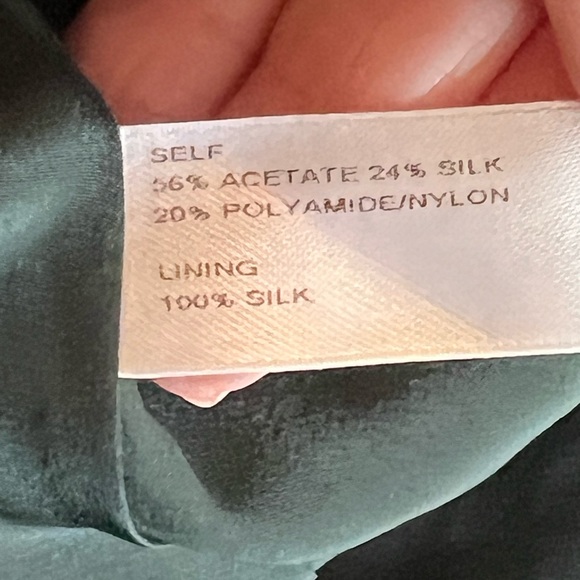 SELF
56% ACETATE 24% SILK
20% POLYAMIDE/NYLON
LINING
100% SILK